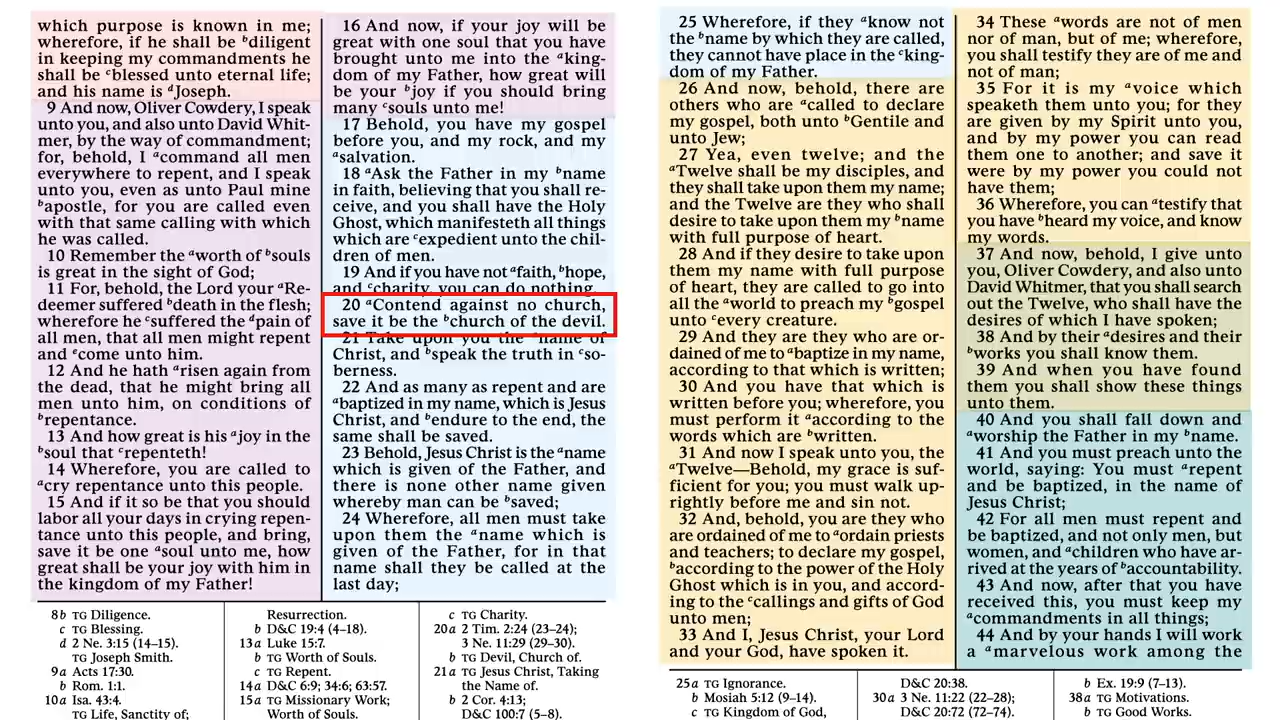 which purpose is known in me;
wherefore, if he shall be ᵇdiligent
in keeping my commandments he
shall be ᶜblessed unto eternal life;
and his name is ᵈJoseph.
9 And now, Oliver Cowdery, I speak
unto you, and also unto David Whit-
mer, by the way of commandment;
for, behold, I ᵃcommand all men
everywhere to repent, and I speak
unto you, even as unto Paul mine
ᵇapostle, for you are called even
with that same calling with which
he was called.
10 Remember the ᵃworth of ᵇsouls
is great in the sight of God;
11 For, behold, the Lord your ᵃRe-
deemer suffered ᵇdeath in the flesh;
wherefore he ᶜsuffered the ᵈpain of
all men, that all men might repent
and ᵉcome unto him.
12 And he hath ᵃrisen again from
the dead, that he might bring all
men unto him, on conditions of
ᵇrepentance.
13 And how great is his ᵃjoy in the
ᵇsoul that ᶜrepenteth!
14 Wherefore, you are called to
ᵃcry repentance unto this people.
15 And if it so be that you should
labor all your days in crying repen-
tance unto this people, and bring,
save it be one ᵃsoul unto me, how
great shall be your joy with him in
the kingdom of my Father!
16 And now, if your joy will be
great with one soul that you have
brought unto me into the ᵃking-
dom of my Father, how great will
be your ᵇjoy if you should bring
many ᶜsouls unto me!
17 Behold, you have my gospel
before you, and my rock, and my
ᵃsalvation.
18 ᵃAsk the Father in my ᵇname
in faith, believing that you shall re-
ceive, and you shall have the Holy
Ghost, which manifesteth all things
which are ᶜexpedient unto the chil-
dren of men.
19 And if you have not ᵃfaith, ᵇhope,
and ᶜcharity, you can do nothing.
20 ᵃContend against no church,
save it be the ᵇchurch of the devil.
21 Take upon you the ᵃname of
Christ, and ᵇspeak the truth in ᶜso-
berness.
22 And as many as repent and are
ᵃbaptized in my name, which is Jesus
Christ, and ᵇendure to the end, the
same shall be saved.
23 Behold, Jesus Christ is the ᵃname
which is given of the Father, and
there is none other name given
whereby man can be ᵇsaved;
24 Wherefore, all men must take
upon them the ᵃname which is
given of the Father, for in that
name shall they be called at the
last day;
8b TG Diligence.
c TG Blessing.
d 2 Ne. 3:15 (14–15).
TG Joseph Smith.
9a Acts 17:30.
b Rom. 1:1.
10a Isa. 43:4.
TG Life, Sanctity of;
Resurrection.
b D&C 19:4 (4–18).
13a Luke 15:7.
b TG Worth of Souls.
c TG Repent.
14a D&C 6:9; 34:6; 63:57.
15a TG Missionary Work;
Worth of Souls.
c TG Charity.
20a 2 Tim. 2:24 (23–24);
3 Ne. 11:29 (29–30).
b TG Devil, Church of.
21a TG Jesus Christ, Taking
the Name of.
b 2 Cor. 4:13;
D&C 100:7 (5–8).
25 Wherefore, if they ᵃknow not
the ᵇname by which they are called,
they cannot have place in the ᶜking-
dom of my Father.
26 And now, behold, there are
others who are ᵃcalled to declare
my gospel, both unto ᵇGentile and
unto Jew;
27 Yea, even twelve; and the
ᵃTwelve shall be my disciples, and
they shall take upon them my name;
and the Twelve are they who shall
desire to take upon them my ᵇname
with full purpose of heart.
28 And if they desire to take upon
them my name with full purpose
of heart, they are called to go into
all the ᵃworld to preach my ᵇgospel
unto ᶜevery creature.
29 And they are they who are or-
dained of me to ᵃbaptize in my name,
according to that which is written;
30 And you have that which is
written before you; wherefore, you
must perform it ᵃaccording to the
words which are ᵇwritten.
31 And now I speak unto you, the
ᵃTwelve—Behold, my grace is suf-
ficient for you; you must walk up-
rightly before me and sin not.
32 And, behold, you are they who
are ordained of me to ᵃordain priests
and teachers; to declare my gospel,
ᵇaccording to the power of the Holy
Ghost which is in you, and accord-
ing to the ᶜcallings and gifts of God
unto men;
33 And I, Jesus Christ, your Lord
and your God, have spoken it.
34 These ᵃwords are not of men
nor of man, but of me; wherefore,
you shall testify they are of me and
not of man;
35 For it is my ᵃvoice which
speaketh them unto you; for they
are given by my Spirit unto you,
and by my power you can read
them one to another; and save it
were by my power you could not
have them;
36 Wherefore, you can ᵃtestify that
you have ᵇheard my voice, and know
my words.
37 And now, behold, I give unto
you, Oliver Cowdery, and also unto
David Whitmer, that you shall search
out the Twelve, who shall have the
desires of which I have spoken;
38 And by their ᵃdesires and their
ᵇworks you shall know them.
39 And when you have found
them you shall show these things
unto them.
40 And you shall fall down and
ᵃworship the Father in my ᵇname.
41 And you must preach unto the
world, saying: You must ᵃrepent
and be baptized, in the name of
Jesus Christ;
42 For all men must repent and
be baptized, and not only men, but
women, and ᵃchildren who have ar-
rived at the years of ᵇaccountability.
43 And now, after that you have
received this, you must keep my
ᵃcommandments in all things;
44 And by your hands I will work
a ᵃmarvelous work among the
25a TG Ignorance.
b Mosiah 5:12 (9–14).
c TG Kingdom of God,
D&C 20:38.
30a 3 Ne. 11:22 (22–28);
D&C 20:72 (72–74).
b Ex. 19:9 (7–13).
38a TG Motivations.
b TG Good Works.